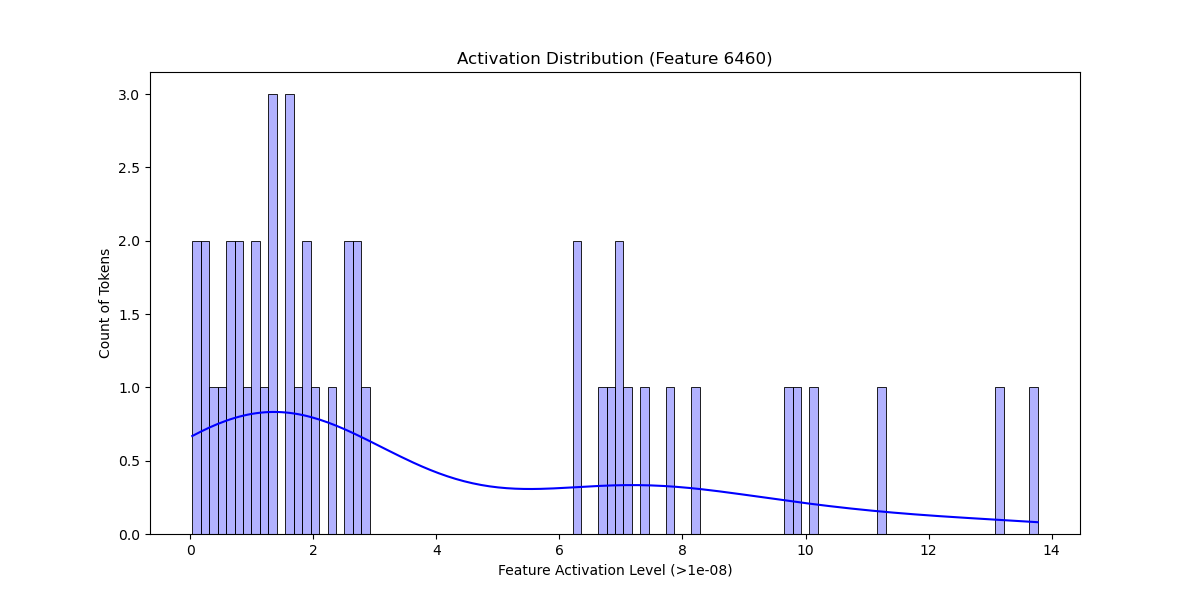 Activation Distribution (Feature 6460)
3.0
2.5
2.0
1.5
1.0
0.5
0.0
Count of Tokens
0 2 4 6 8 10 12 14
Feature Activation Level (>1e-08)